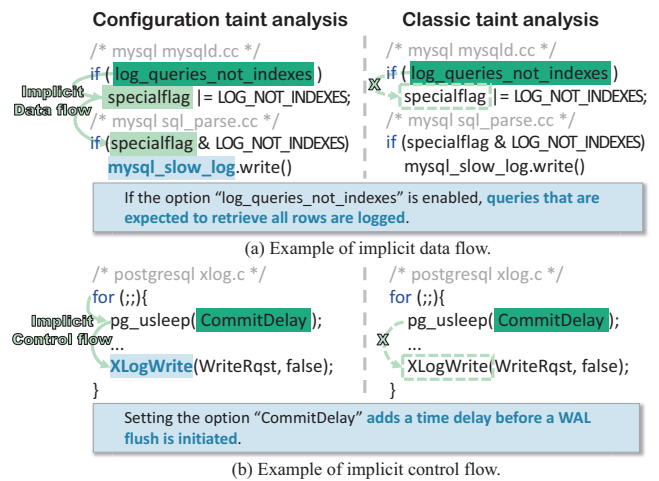 Configuration taint analysis
Classic taint analysis
/* mysql mysqld.cc */
if ( log_queries_not_indexes )
Implicit
Data flow
specialflag |= LOG_NOT_INDEXES;
/* mysql sql_parse.cc */
if (specialflag & LOG_NOT_INDEXES)
mysql_slow_log.write()
/* mysql mysqld.cc */
if ( log_queries_not_indexes )
X
specialflag |= LOG_NOT_INDEXES;
/* mysql sql_parse.cc */
if (specialflag & LOG_NOT_INDEXES)
mysql_slow_log.write()
If the option “log_queries_not_indexes” is enabled, queries that are
expected to retrieve all rows are logged.
(a) Example of implicit data flow.
/* postgresql xlog.c */
for (;;){
Implicit
Control flow
pg_usleep( CommitDelay );
...
XLogWrite(WriteRqst, false);
}
/* postgresql xlog.c */
for (;;){
pg_usleep( CommitDelay );
X
...
XLogWrite(WriteRqst, false);
}
Setting the option “CommitDelay” adds a time delay before a WAL
flush is initiated.
(b) Example of implicit control flow.